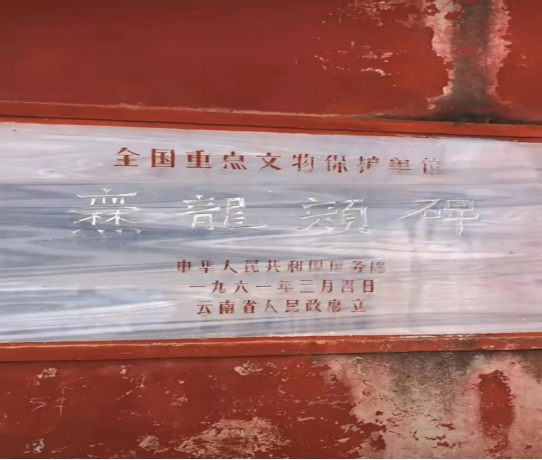 全国重点文物保护单位
爨龍顔碑
中华人民共和国国务院
一九六一年三月四日
云南省人民政府立